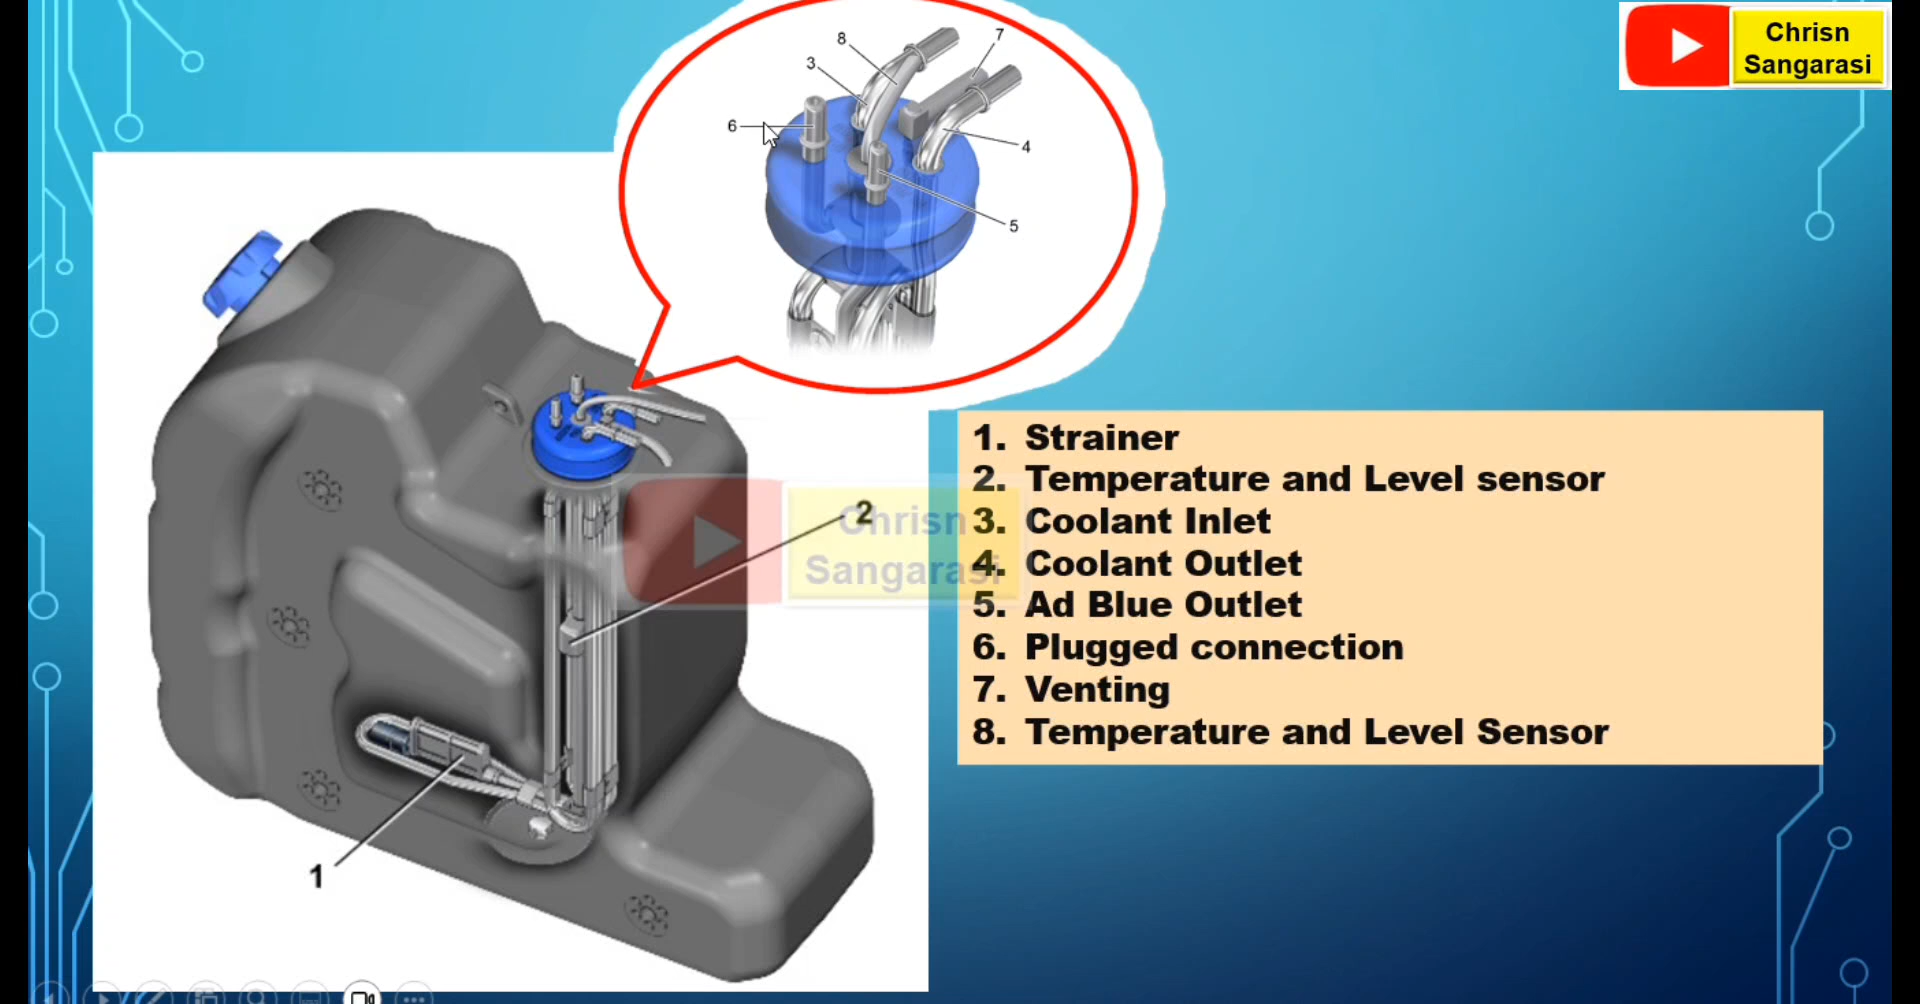 Chrisn
Sangarasi
8
7
3
6
4
5
1. Strainer
2. Temperature and Level sensor
3. Coolant Inlet
4. Coolant Outlet
5. Ad Blue Outlet
6. Plugged connection
7. Venting
8. Temperature and Level Sensor
2
Chrisn
Sangarasi
1